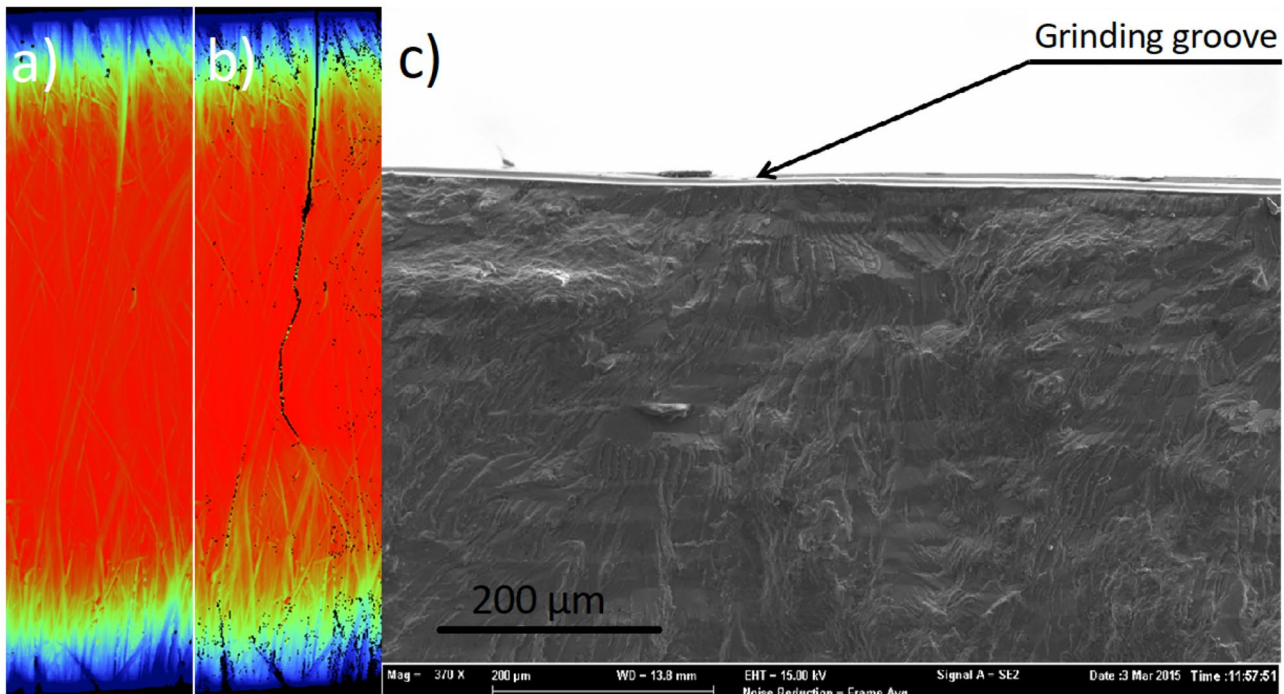 a)
b)
c)
Grinding groove
200 µm
Mag = 370 X 200 µm WD = 13.8 mm EHT = 15.00 kV Signal A = SE2 Date :3 Mar 2015 Time :11:57:51
Noise Reduction = Frame Avg